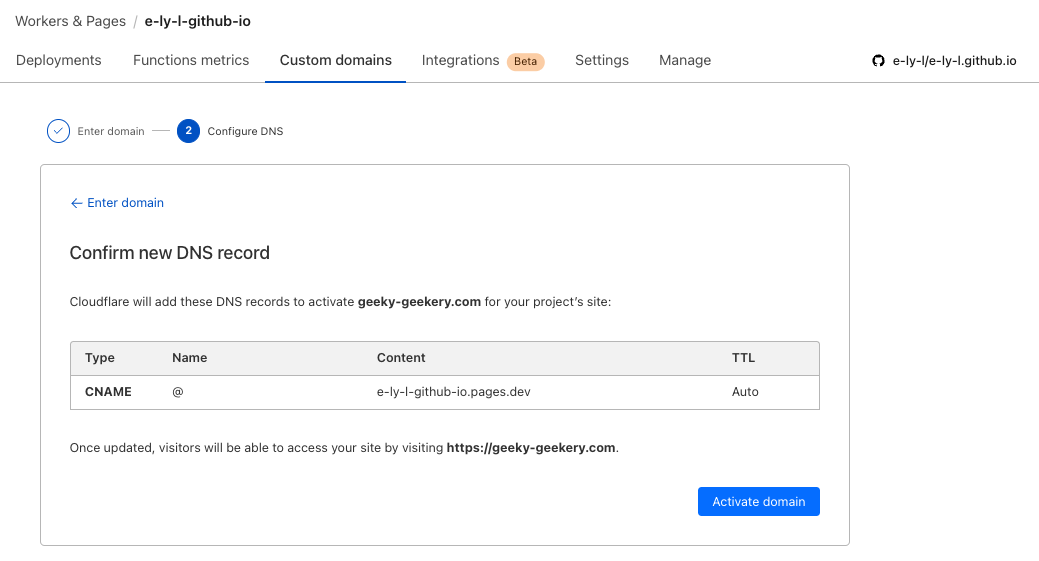 Workers & Pages / e-ly-l-github-io
Deployments Functions metrics Custom domains Integrations Beta Settings Manage e-ly-l/e-ly-l.github.io
Enter domain 2 Configure DNS
← Enter domain
Confirm new DNS record
Cloudflare will add these DNS records to activate geeky-geekery.com for your project's site:
Type Name Content TTL
CNAME @ e-ly-l-github-io.pages.dev Auto
Once updated, visitors will be able to access your site by visiting https://geeky-geekery.com.
Activate domain